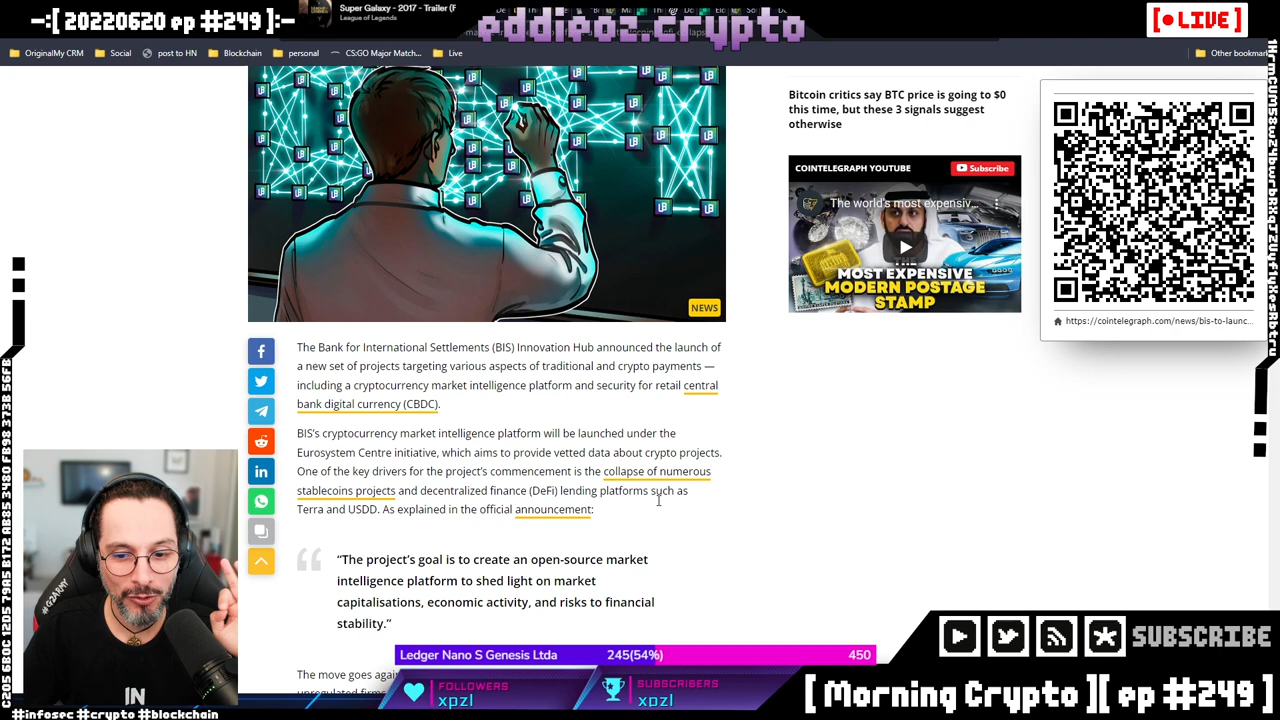 -:[ 20220620 ep #249 ]:-
Super Galaxy - 2017 - Trailer (F
League of Legends
eddieoz.crypto
[ ● LIVE ]
OriginalMy CRM
Social
post to HN
Blockchain
personal
CS:GO Major Match...
Live
Other bookmar
NEWS
Bitcoin critics say BTC price is going to $0
this time, but these 3 signals suggest
otherwise
COINTELEGRAPH YOUTUBE
Subscribe
The world's most expensiv...
THE
MOST EXPENSIVE
MODERN POSTAGE
STAMP
https://cointelegraph.com/news/bis-to-launc...
The Bank for International Settlements (BIS) Innovation Hub announced the launch of
a new set of projects targeting various aspects of traditional and crypto payments —
including a cryptocurrency market intelligence platform and security for retail central
bank digital currency (CBDC).
BIS's cryptocurrency market intelligence platform will be launched under the
Eurosystem Centre initiative, which aims to provide vetted data about crypto projects.
One of the key drivers for the project's commencement is the collapse of numerous
stablecoins projects and decentralized finance (DeFi) lending platforms such as
Terra and USDD. As explained in the official announcement:
“The project's goal is to create an open-source market
intelligence platform to shed light on market
capitalisations, economic activity, and risks to financial
stability.”
The move goes agai
#G2ARMY
IN
Ledger Nano S Genesis Ltda 245(54%) 450
FOLLOWERS
xpzl
SUBSCRIBERS
xpzl
SUBSCRIBE
[ Morning Crypto ][ ep #249 ]
#infosec #crypto #blockchain